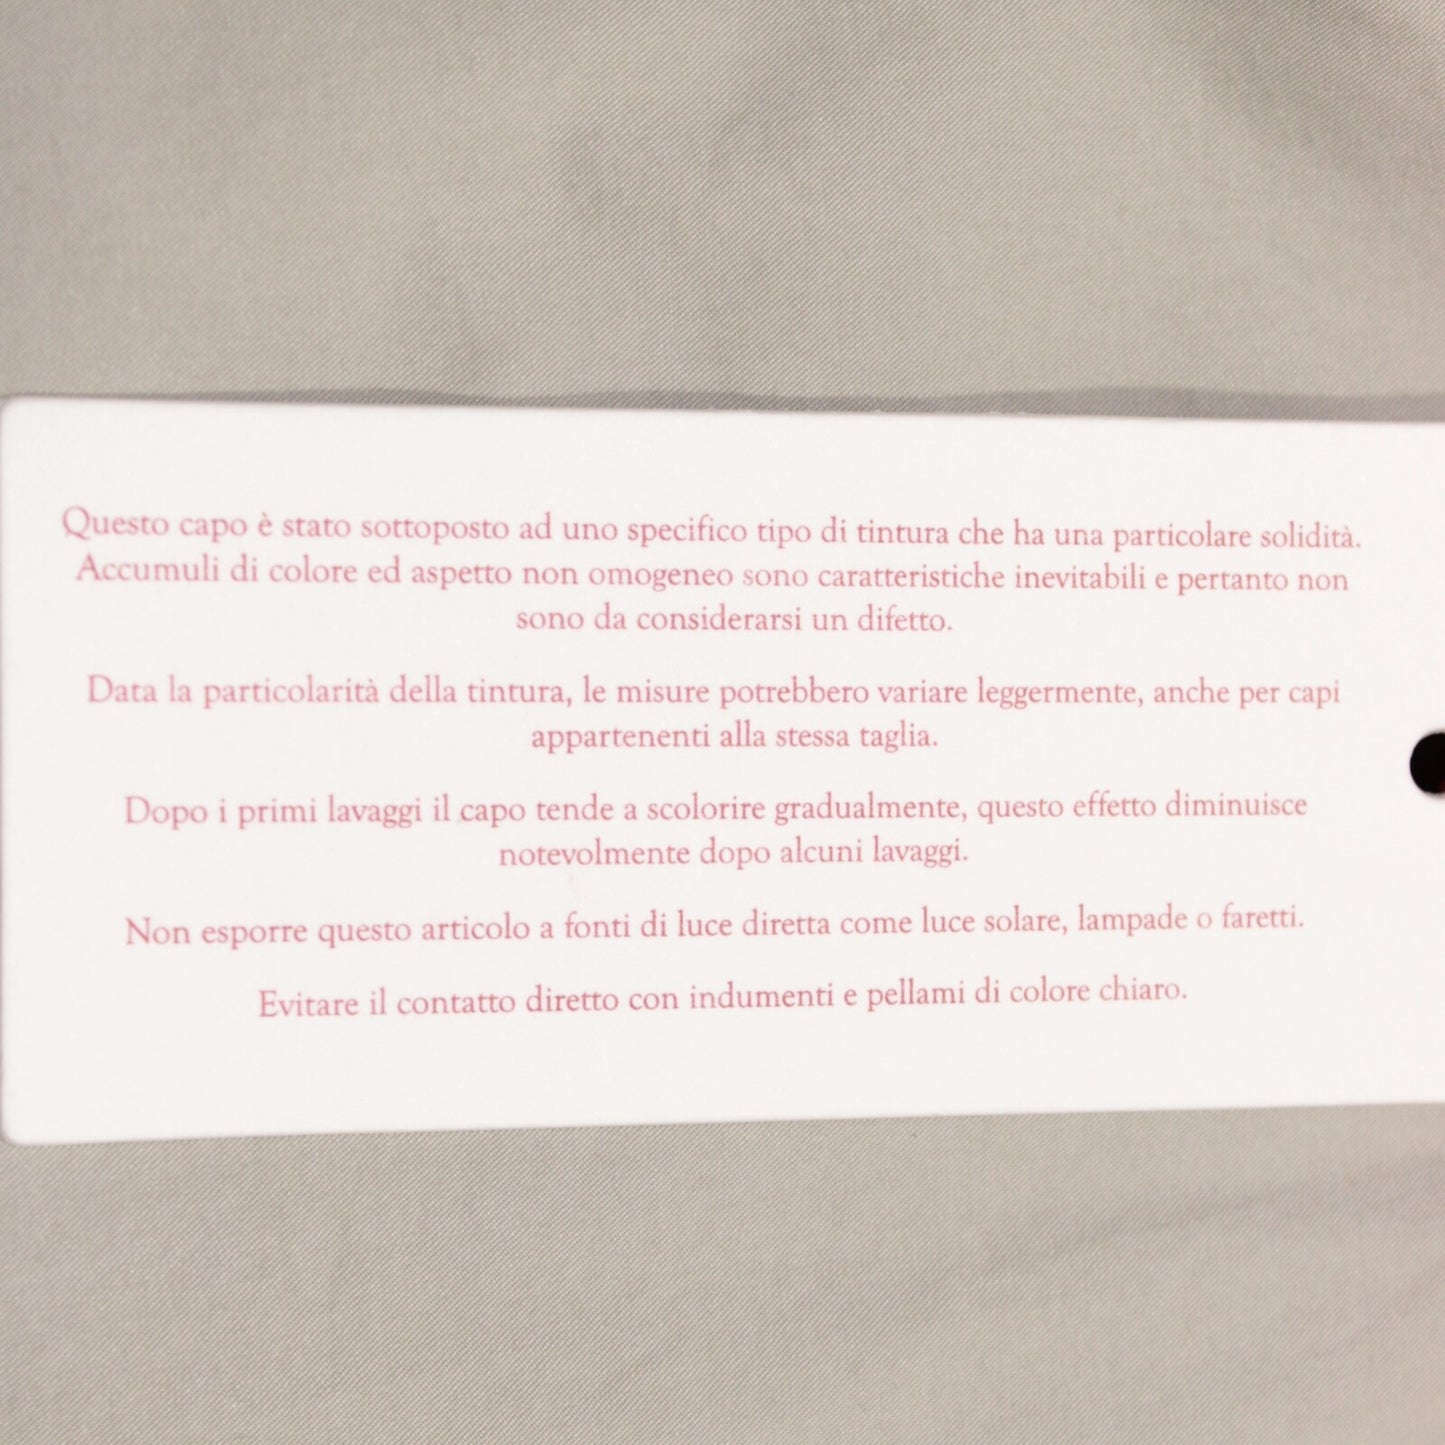 Questo capo è stato sottoposto ad uno specifico tipo di tintura che ha una particolare solidità.
Accumuli di colore ed aspetto non omogeneo sono caratteristiche inevitabili e pertanto non
sono da considerarsi un difetto.
Data la particolarità della tintura, le misure potrebbero variare leggermente, anche per capi
appartenenti alla stessa taglia.
Dopo i primi lavaggi il capo tende a scolorire gradualmente, questo effetto diminuisce
notevolmente dopo alcuni lavaggi.
Non esporre questo articolo a fonti di luce diretta come luce solare, lampade o faretti.
Evitare il contatto diretto con indumenti e pellami di colore chiaro.